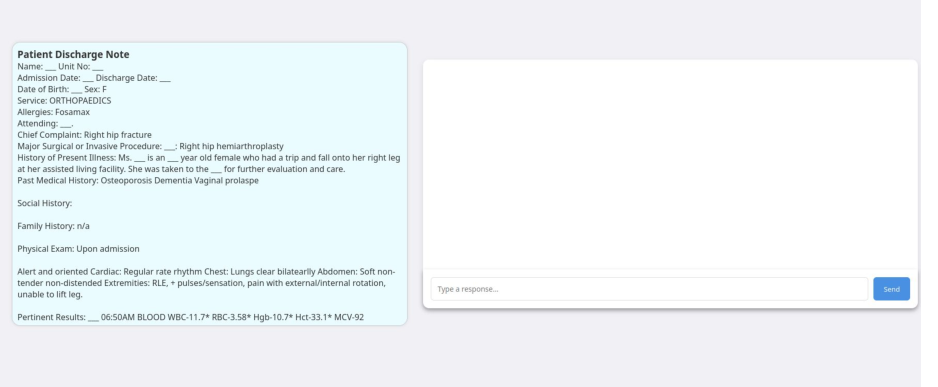 Patient Discharge Note
Name: ___ Unit No: ___
Admission Date: ___ Discharge Date: ___
Date of Birth: ___ Sex: F
Service: ORTHOPAEDICS
Allergies: Fosamax
Attending: ___.
Chief Complaint: Right hip fracture
Major Surgical or Invasive Procedure: ___: Right hip hemiarthroplasty
History of Present Illness: Ms. ___ is an ___ year old female who had a trip and fall onto her right leg
at her assisted living facility. She was taken to the ___ for further evaluation and care.
Past Medical History: Osteoporosis Dementia Vaginal prolaspe
Social History:
Family History: n/a
Physical Exam: Upon admission
Alert and oriented Cardiac: Regular rate rhythm Chest: Lungs clear bilatearlly Abdomen: Soft non-
tender non-distended Extremities: RLE, + pulses/sensation, pain with external/internal rotation,
unable to lift leg.
Pertinent Results: ___ 06:50AM BLOOD WBC-11.7* RBC-3.58* Hgb-10.7* Hct-33.1* MCV-92
Type a response...
Send